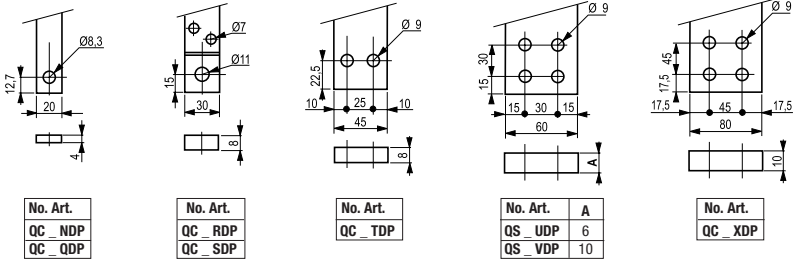 Ø8,3
12,7
20
4
No. Art.
QC _ NDP
QC _ QDP
Ø7
Ø11
15
30
8
No. Art.
QC _ RDP
QC _ SDP
Ø 9
22,5
10 25 10
45
8
No. Art.
QC _ TDP
Ø 9
30
15
15 30 15
60
A
No. Art. A
QS _ UDP 6
QS _ VDP 10
Ø 9
45
17,5
17,5 45 17,5
80
10
No. Art.
QC _ XDP